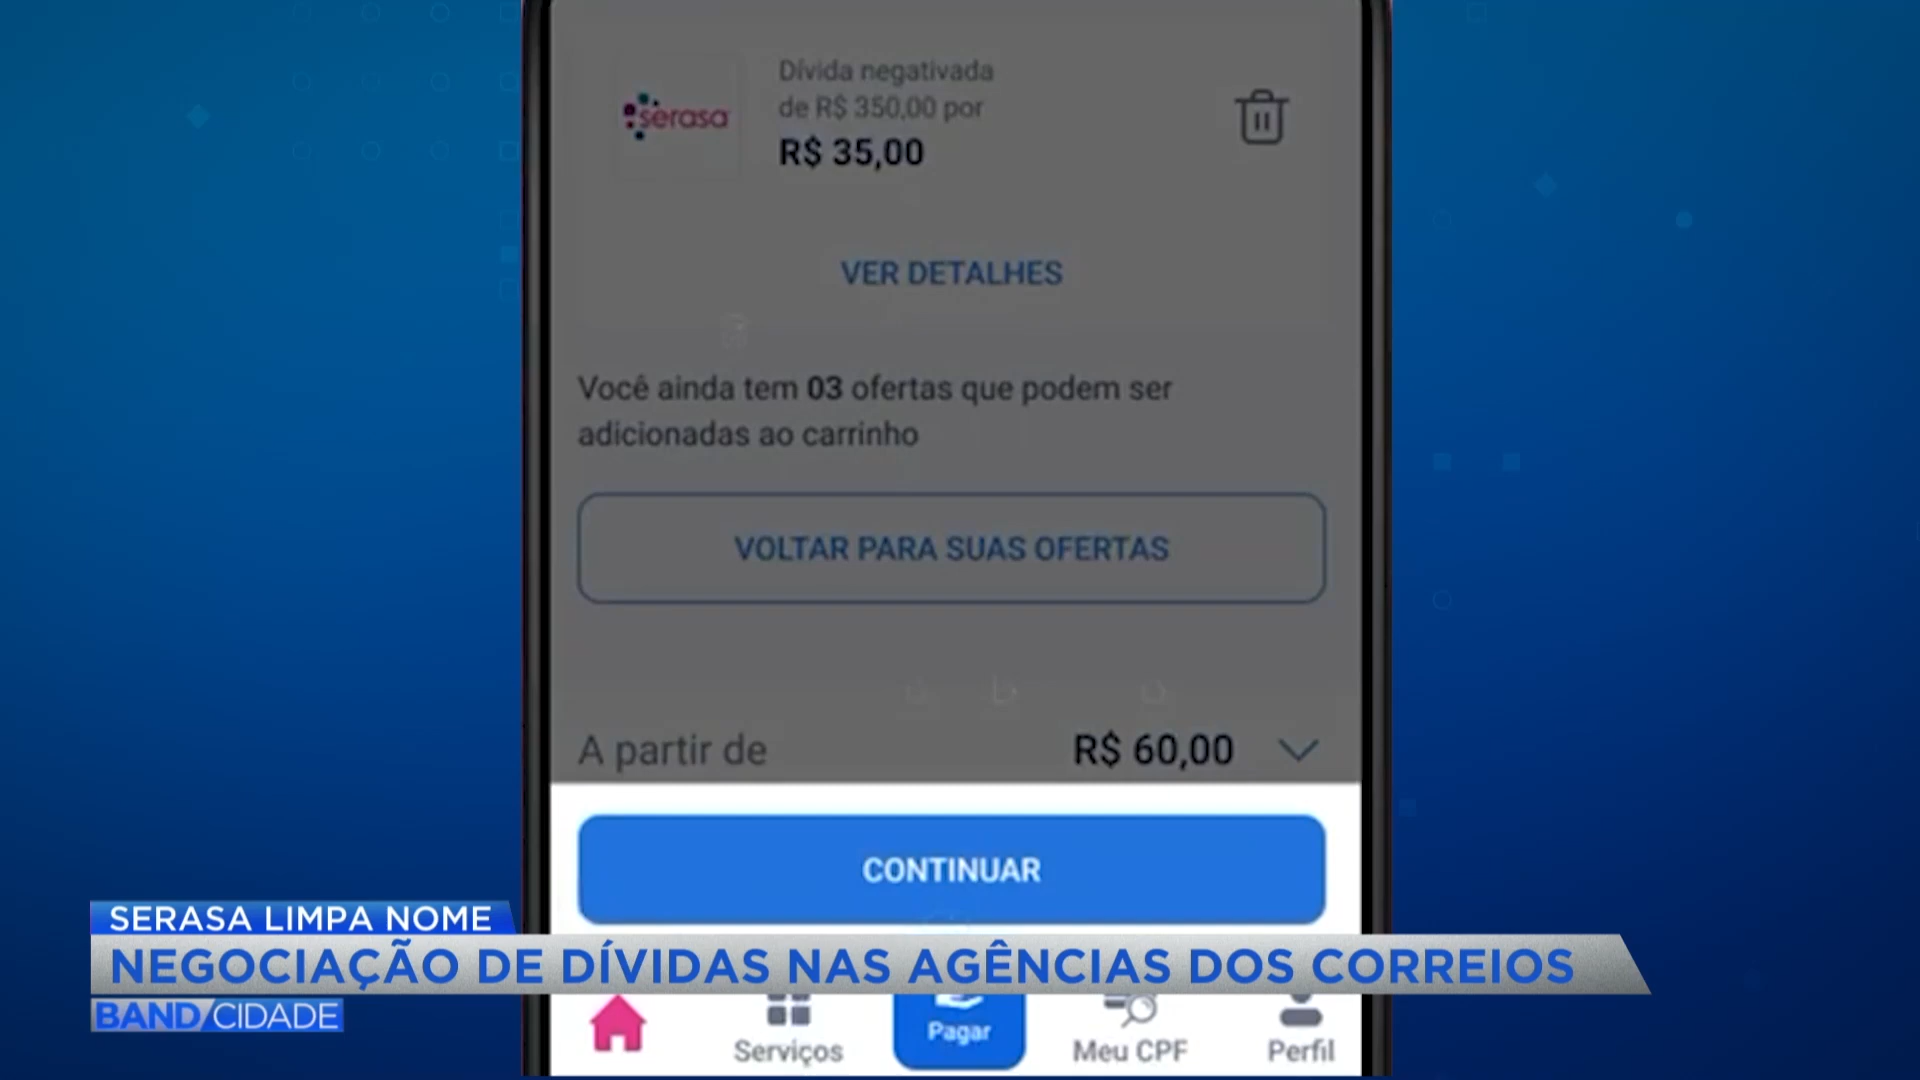 serasa
Dívida negativada
de R$ 350,00 por
R$ 35,00
VER DETALHES
Você ainda tem 03 ofertas que podem ser
adicionadas ao carrinho
VOLTAR PARA SUAS OFERTAS
A partir de
R$ 60,00
CONTINUAR
SERASA LIMPA NOME
NEGOCIAÇÃO DE DÍVIDAS NAS AGÊNCIAS DOS CORREIOS
BAND/CIDADE
Serviços
Pagar
Meu CPF
Perfil